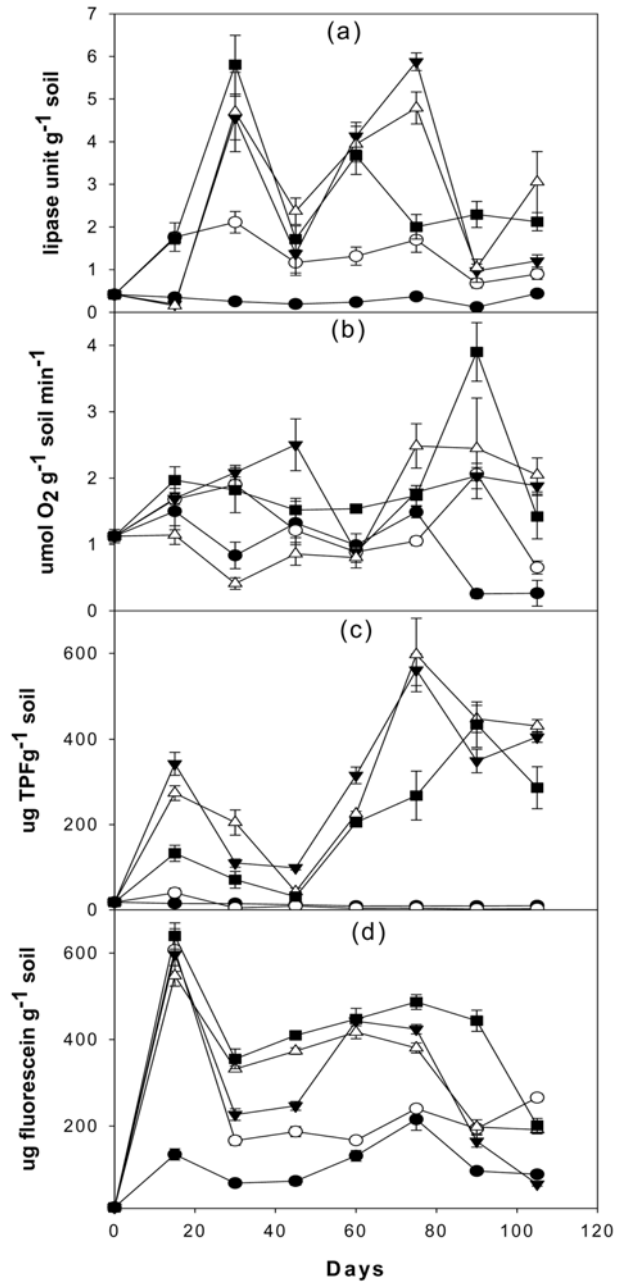 (a)
lipase unit g⁻¹ soil
7
6
5
4
3
2
1
0
(b)
umol O₂ g⁻¹ soil min⁻¹
4
3
2
1
0
(c)
ug TPFg⁻¹ soil
600
400
200
0
(d)
ug fluorescein g⁻¹ soil
600
400
200
0 20 40 60 80 100 120
Days